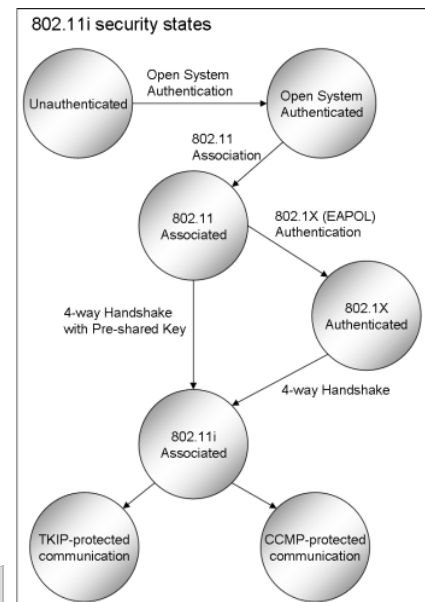 802.11i security states
Open System
Authentication
Unauthenticated
Open System
Authenticated
802.11
Association
802.11
Associated
802.1X (EAPOL)
Authentication
4-way Handshake
with Pre-shared Key
802.1X
Authenticated
4-way Handshake
802.11i
Associated
TKIP-protected
communication
CCMP-protected
communication